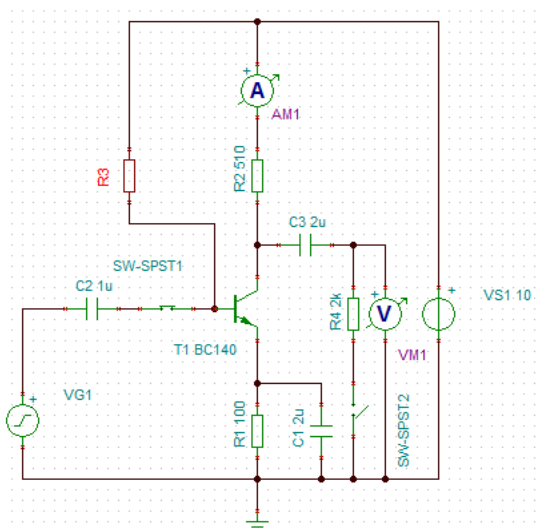 +
A
AM1
R3
R2 510
C3 2u
SW-SPST1
C2 1u
+
V
R4 2k
+
VS1 10
T1 BC140
VM1
VG1
+
R1 100
C1 2u
SW-SPST2